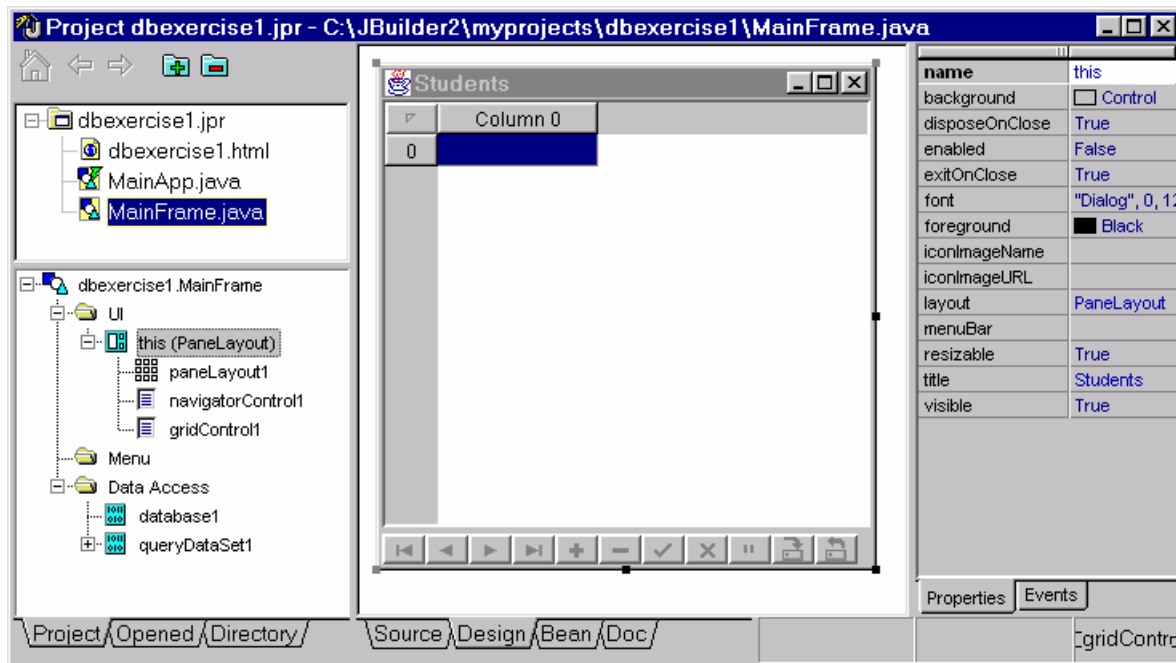 Project dbexercise1.jpr - C:\JBuilder2\myprojects\dbexercise1\MainFrame.java
dbexercise1.jpr
dbexercise1.html
MainApp.java
MainFrame.java
dbexercise1.MainFrame
UI
this (PaneLayout)
paneLayout1
navigatorControl1
gridControl1
Menu
Data Access
database1
queryDataSet1
Project Opened Directory
Students
Column 0
0
Source Design Bean Doc
name this
background Control
disposeOnClose True
enabled False
exitOnClose True
font "Dialog", 0, 12
foreground Black
iconImageName
iconImageURL
layout PaneLayout
menuBar
resizable True
title Students
visible True
Properties Events